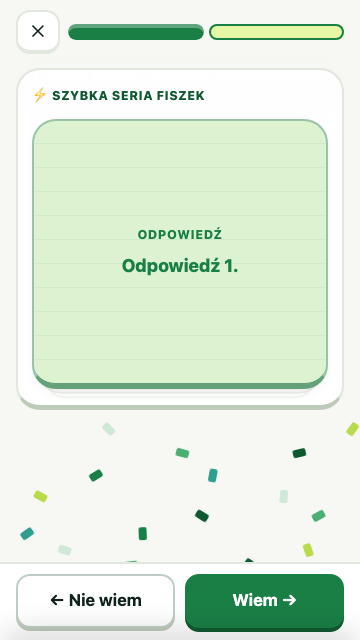 ⚡ SZYBKA SERIA FISZEK
ODPOWIEDŹ
Odpowiedź 1.
← Nie wiem
Wiem →